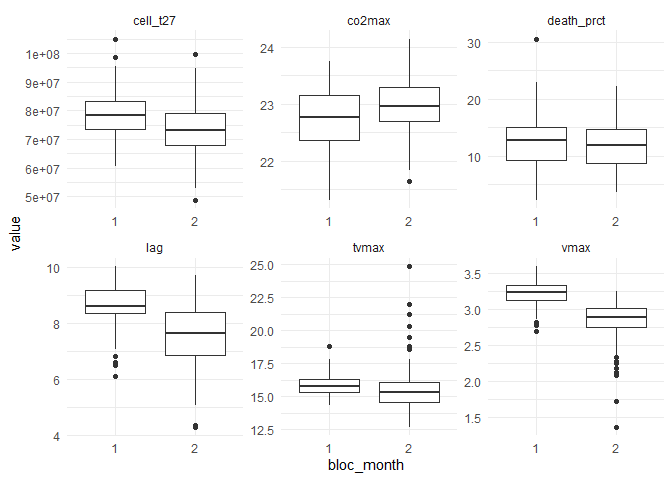 cell_t27 co2max death_prct
1e+08
9e+07
8e+07
7e+07
6e+07
5e+07
24
23
22
30
20
10
1 2 1 2 1 2
value
lag tvmax vmax
10
8
6
4
25.0
22.5
20.0
17.5
15.0
12.5
3.5
3.0
2.5
2.0
1.5
1 2 1 2 1 2
bloc_month